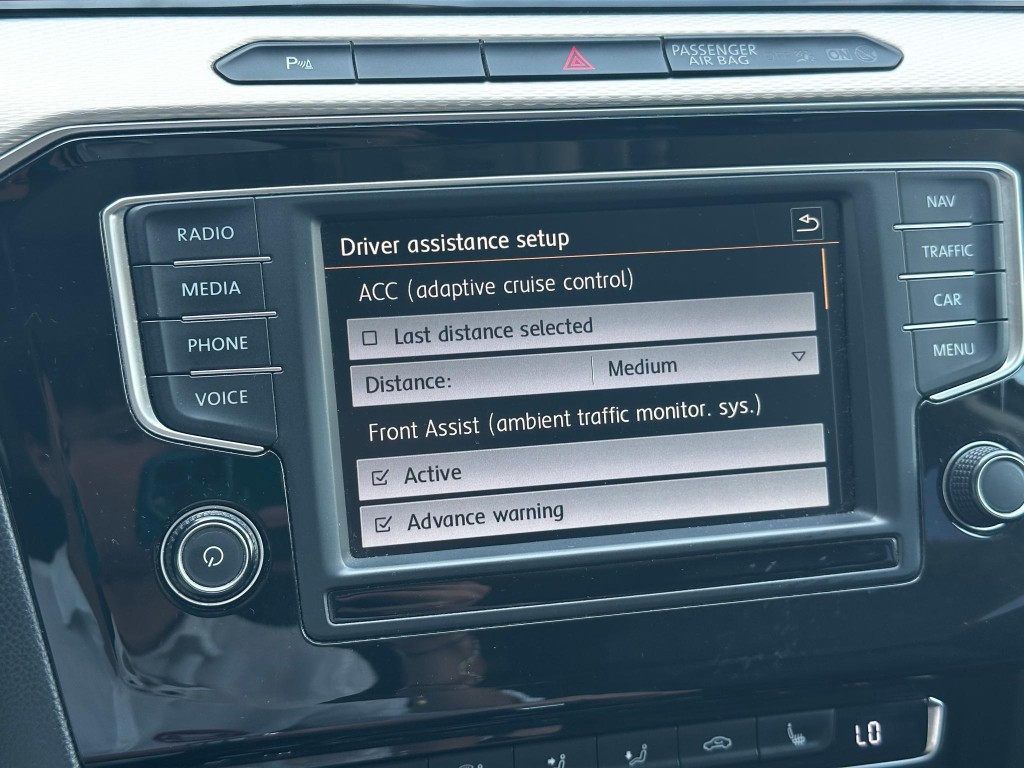 P
PASSENGER
AIR BAG
ON
RADIO
MEDIA
PHONE
VOICE
Driver assistance setup
ACC (adaptive cruise control)
Last distance selected
Distance: Medium
Front Assist (ambient traffic monitor. sys.)
Active
Advance warning
NAV
TRAFFIC
CAR
MENU
LO